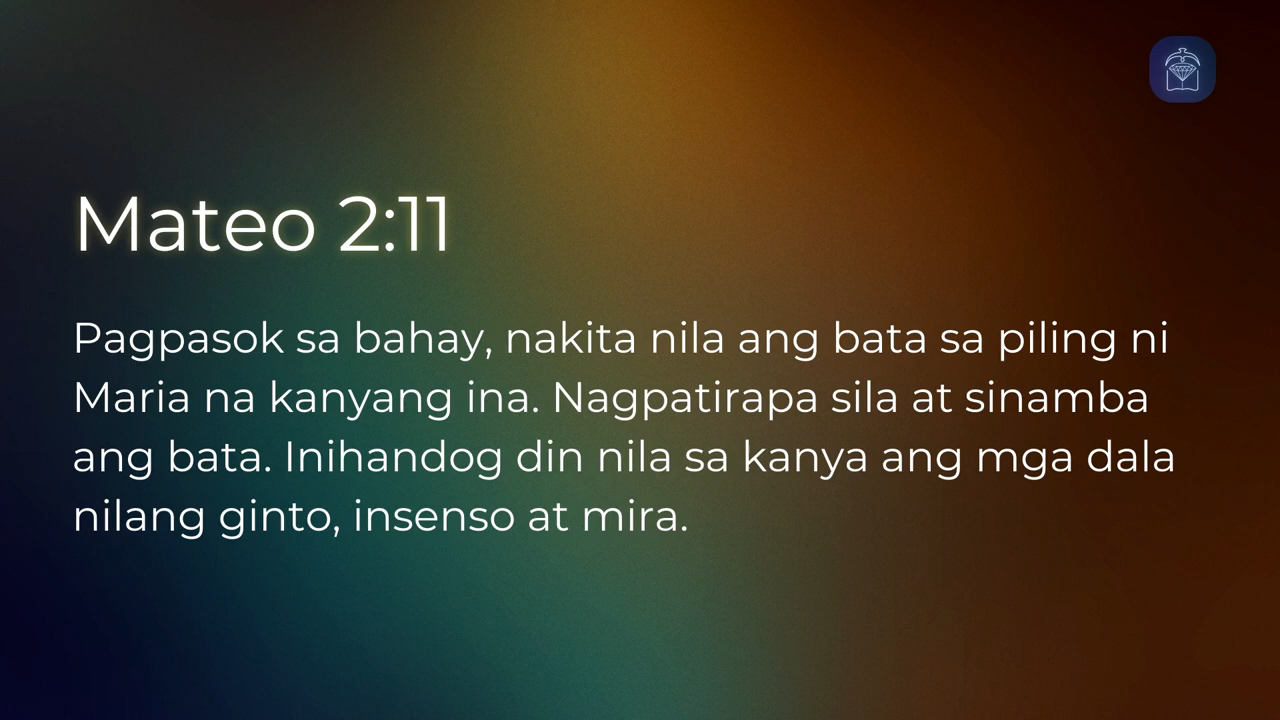 Mateo 2:11
Pagpasok sa bahay, nakita nila ang bata sa piling ni
Maria na kanyang ina. Nagpatirapa sila at sinamba
ang bata. Inihandog din nila sa kanya ang mga dala
nilang ginto, insenso at mira.